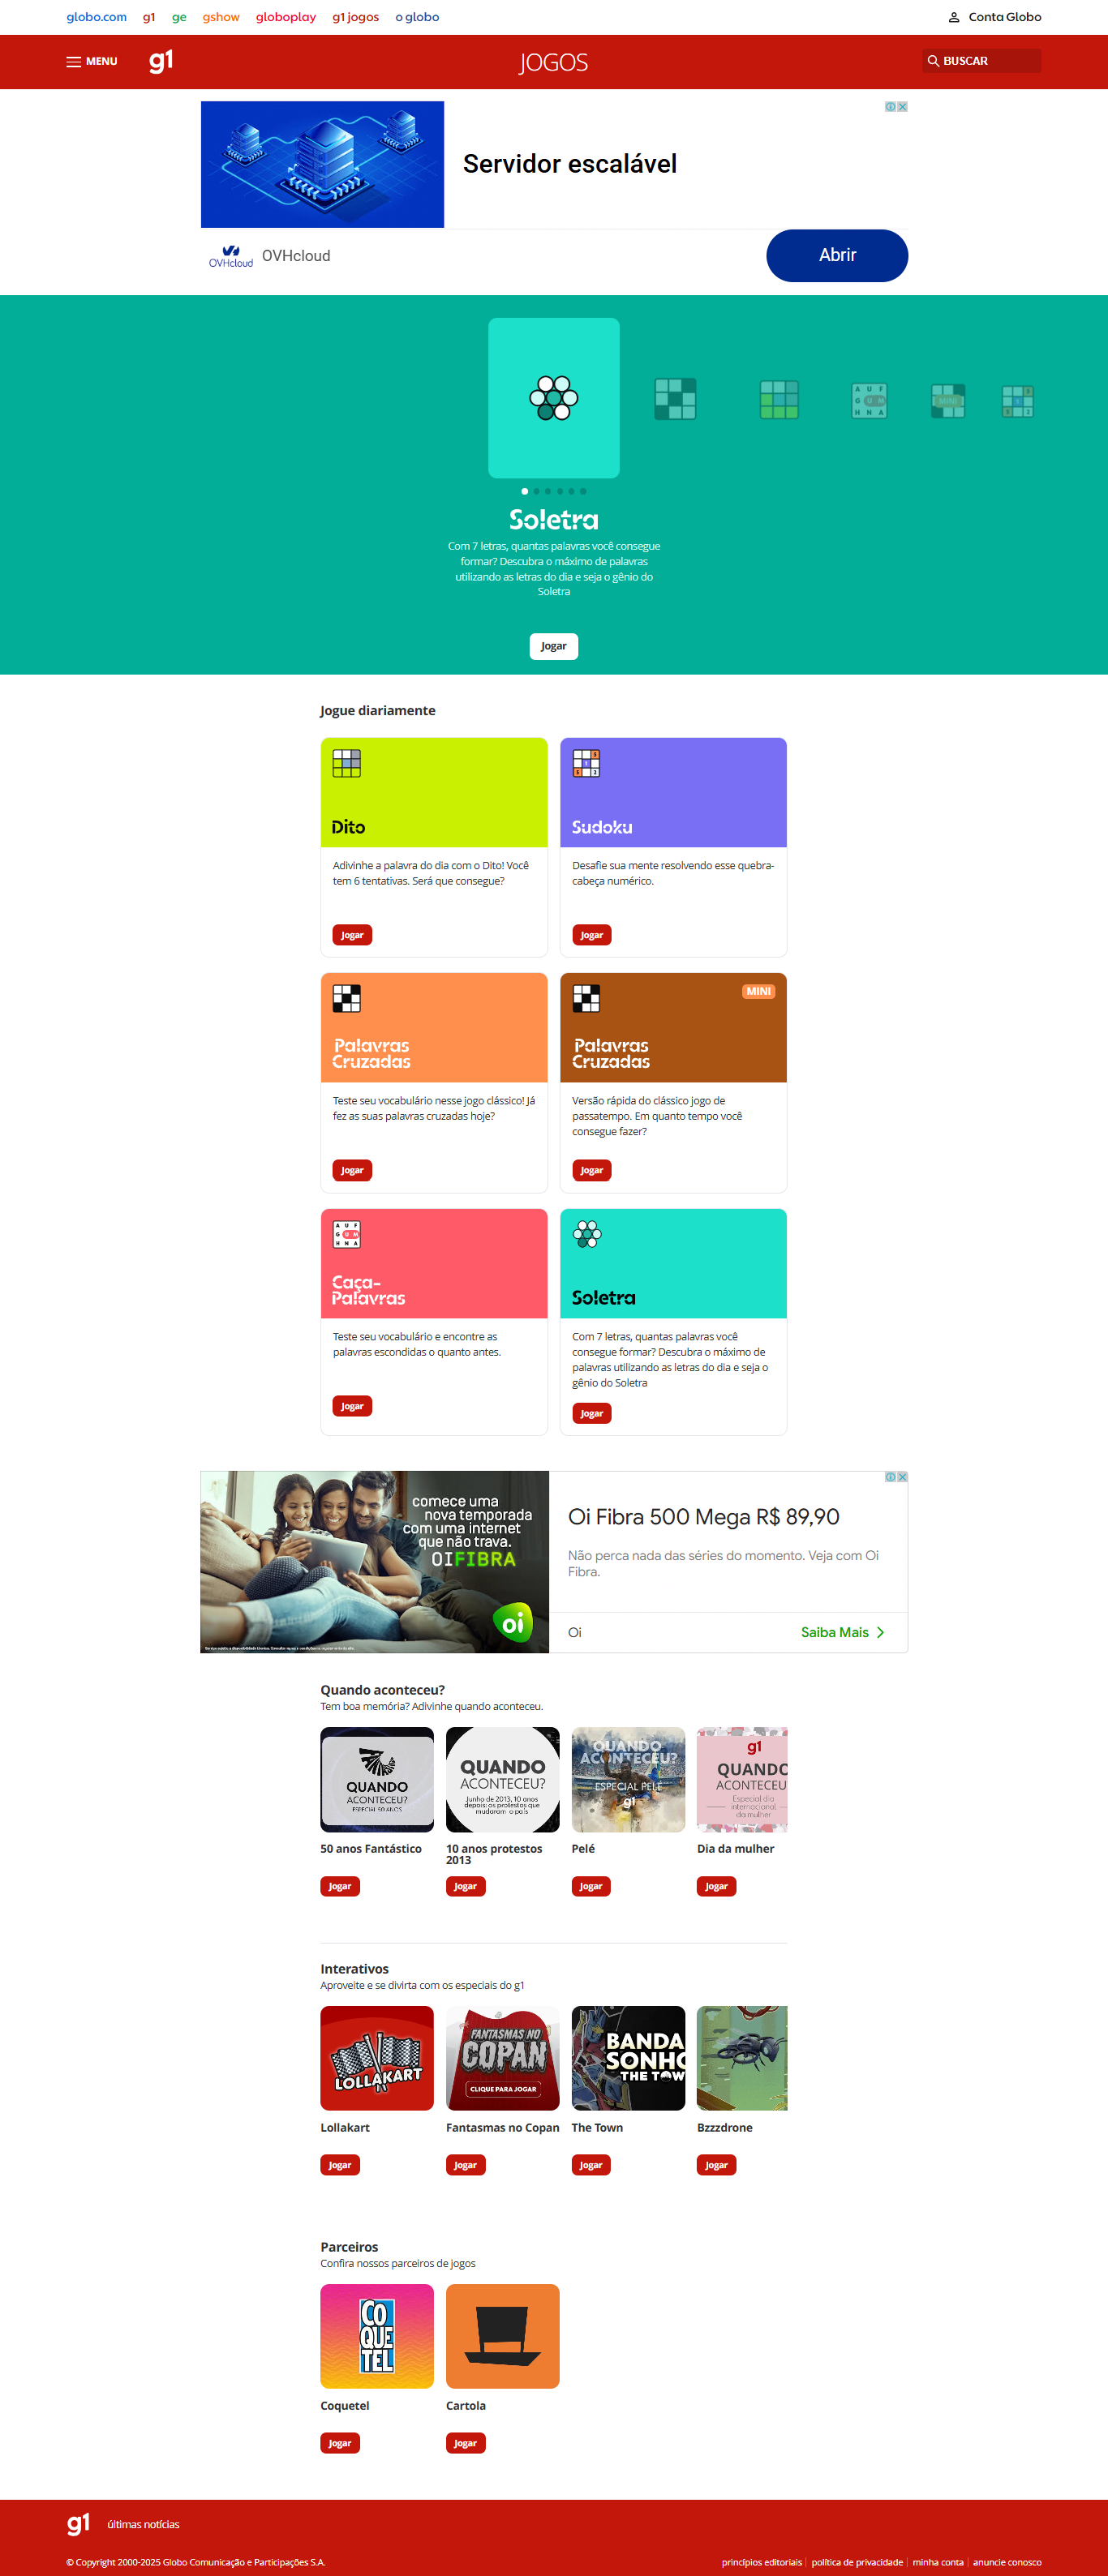 globo.com g1 ge gshow globoplay g1 jogos o globo Conta Globo
MENU g1 JOGOS BUSCAR
Servidor escalável
OVHcloud OVHcloud Abrir
Soletra
Com 7 letras, quantas palavras você consegue
formar? Descubra o máximo de palavras
utilizando as letras do dia e seja o gênio do
Soletra
Jogar
Jogue diariamente
Dito
Adivinhe a palavra do dia com o Dito! Você
tem 6 tentativas. Será que consegue?
Jogar
Sudoku
Desafie sua mente resolvendo esse quebra-
cabeça numérico.
Jogar
Palavras
Cruzadas
Teste seu vocabulário nesse jogo clássico! Já
fez as suas palavras cruzadas hoje?
Jogar
MINI
Palavras
Cruzadas
Versão rápida do clássico jogo de
passatempo. Em quanto tempo você
consegue fazer?
Jogar
A U F
G U M
H N A
Caça-
Palavras
Teste seu vocabulário e encontre as
palavras escondidas o quanto antes.
Jogar
Soletra
Com 7 letras, quantas palavras você
consegue formar? Descubra o máximo de
palavras utilizando as letras do dia e seja o
gênio do Soletra
Jogar
comece uma
nova temporada
com uma internet
que não trava.
OIFIBRA
oi
Oi Fibra 500 Mega R$ 89,90
Não perca nada das séries do momento. Veja com Oi
Fibra.
Oi Saiba Mais
Quando aconteceu?
Tem boa memória? Adivinhe quando aconteceu.
QUANDO
ACONTECEU?
ESPECIAL 50 ANOS
50 anos Fantástico
Jogar
QUANDO
ACONTECEU?
Junho de 2013, 10 anos
depois: os protestos que
mudaram o país
10 anos protestos
2013
Jogar
QUANDO
ACONTECEU?
ESPECIAL PELÉ
g1
Pelé
Jogar
g1
QUANDO
ACONTECEU
Especial dia
internacional
da mulher
Dia da mulher
Jogar
Interativos
Aproveite e se divirta com os especiais do g1
LOLLAKART
Lollakart
Jogar
FANTASMAS NO
COPAN
CLIQUE PARA JOGAR
Fantasmas no Copan
Jogar
BANDA
SONHO
THE TOW
The Town
Jogar
Bzzzdrone
Jogar
Parceiros
Confira nossos parceiros de jogos
CO
QUE
TEL
Coquetel
Jogar
Cartola
Jogar
g1 últimas notícias
© Copyright 2000-2025 Globo Comunicação e Participações S.A.
princípios editoriais | política de privacidade | minha conta | anuncie conosco